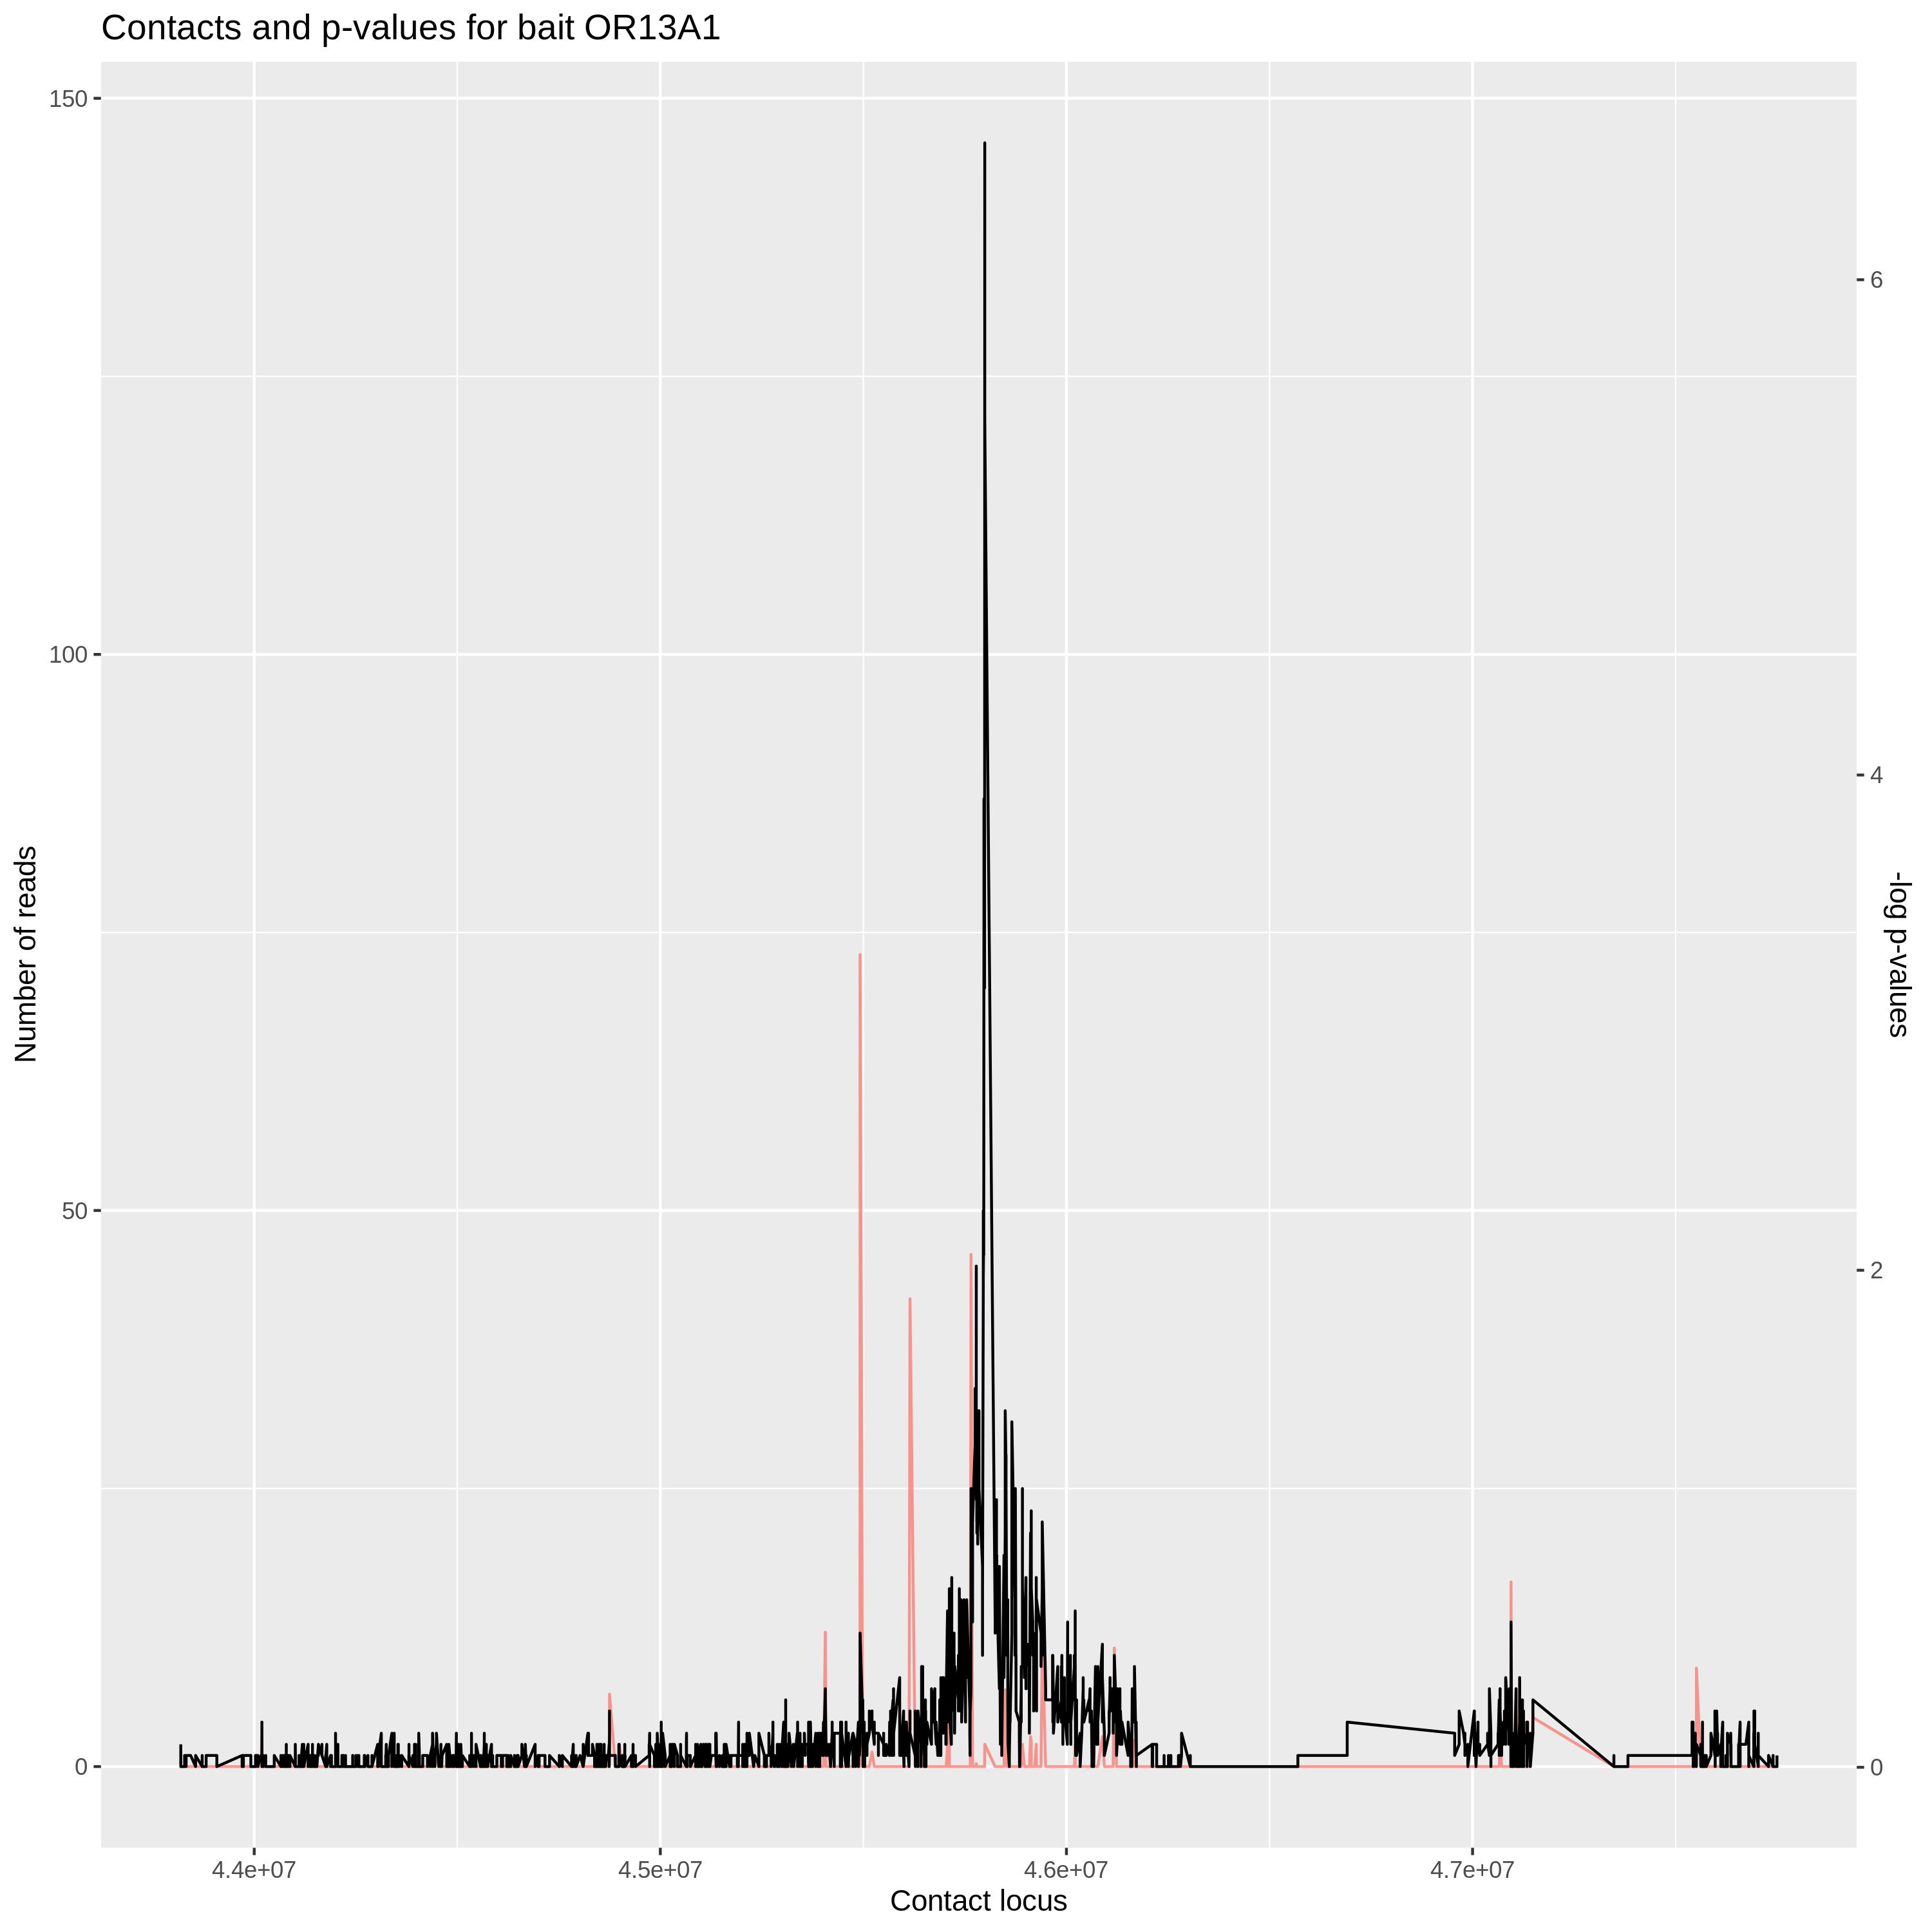 Contacts and p-values for bait OR13A1
150
100
50
0
Number of reads
6
4
2
0
-log p-values
4.4e+07
4.5e+07
4.6e+07
4.7e+07
Contact locus